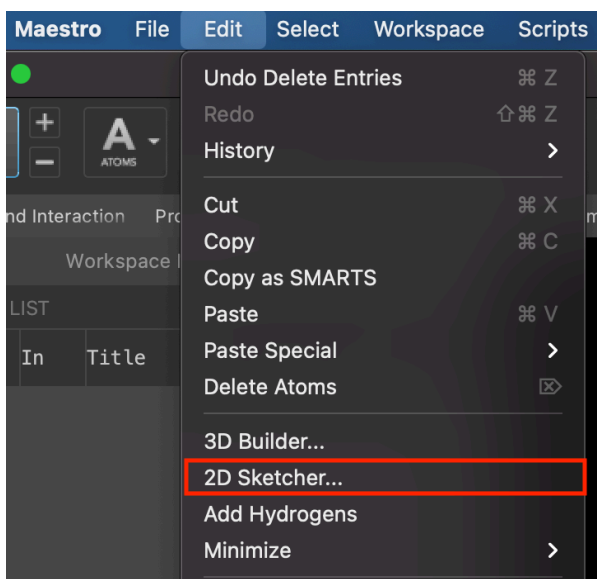 Maestro File Edit Select Workspace Scripts
Undo Delete Entries ⌘ Z
Redo ⇧ ⌘ Z
History
A
ATOMS
Cut ⌘ X
nd Interaction Pro
Copy ⌘ C
Workspace
Copy as SMARTS
LIST
Paste ⌘ V
In Title
Paste Special
Delete Atoms
3D Builder...
2D Sketcher...
Add Hydrogens
Minimize